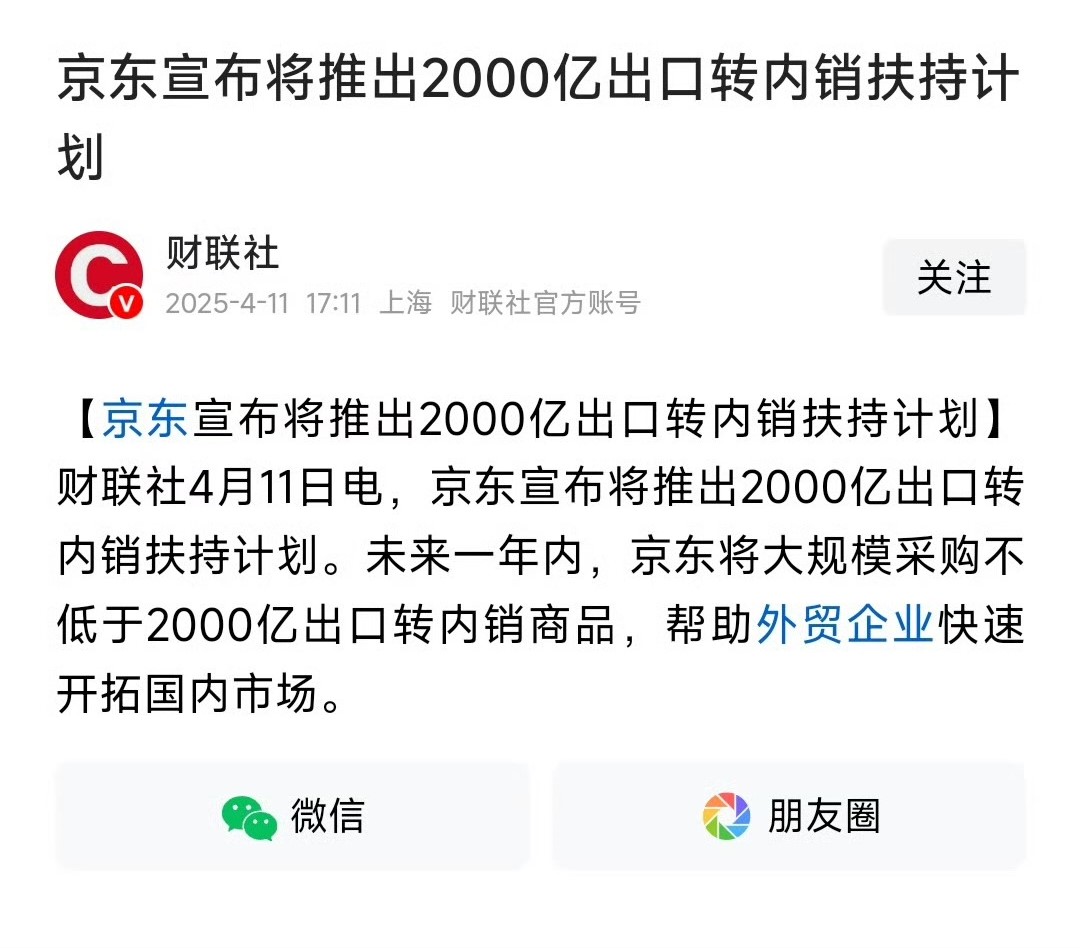 京东宣布将推出2000亿出口转内销扶持计
划
财联社
2025-4-11 17:11 上海 财联社官方账号
关注
【京东宣布将推出2000亿出口转内销扶持计划】
财联社4月11日电，京东宣布将推出2000亿出口转
内销扶持计划。未来一年内，京东将大规模采购不
低于2000亿出口转内销商品，帮助外贸企业快速
开拓国内市场。
微信
朋友圈